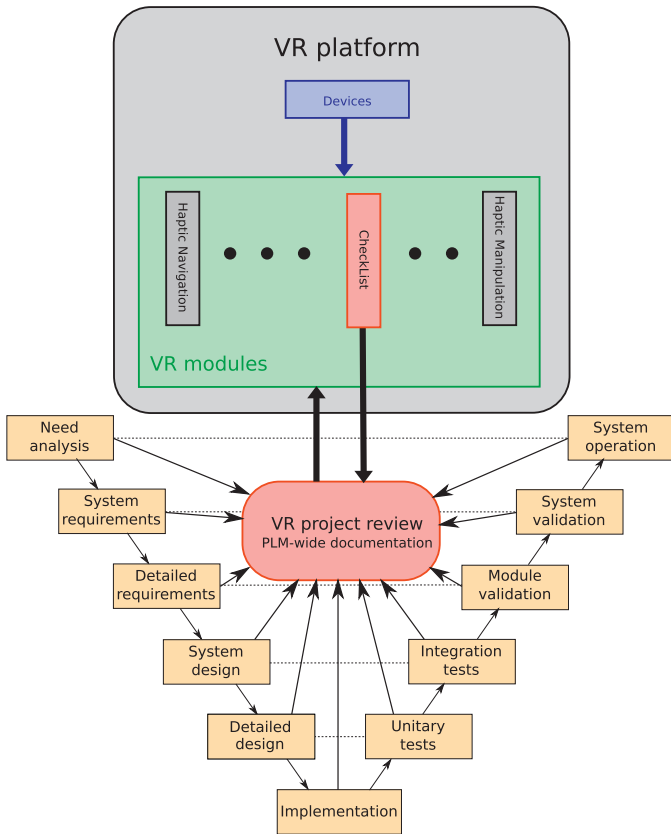 VR platform
Devices
Haptic Navigation
CheckList
Haptic Manipulation
VR modules
Need
analysis
System
operation
System
requirements
VR project review
PLM-wide documentation
System
validation
Detailed
requirements
Module
validation
System
design
Integration
tests
Detailed
design
Unitary
tests
Implementation